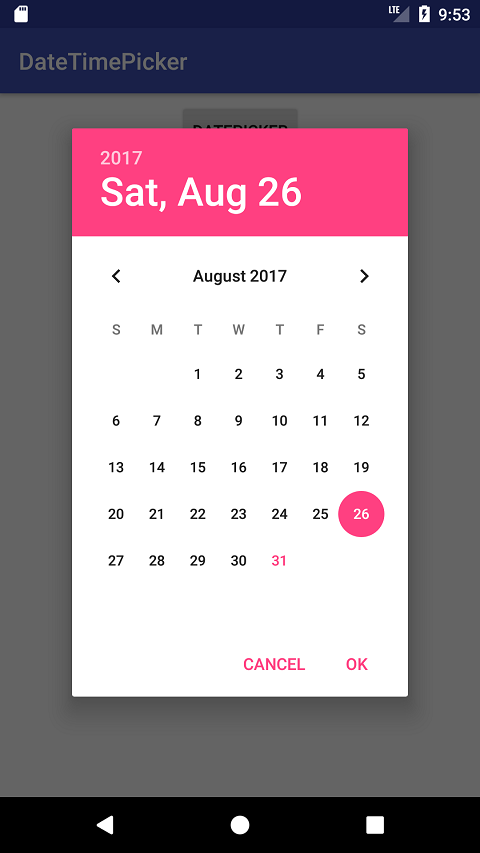 LTE 9:53
DateTimePicker
DATEPICKER
2017
Sat, Aug 26
August 2017
S M T W T F S
1 2 3 4 5
6 7 8 9 10 11 12
13 14 15 16 17 18 19
20 21 22 23 24 25 26
27 28 29 30 31
CANCEL OK